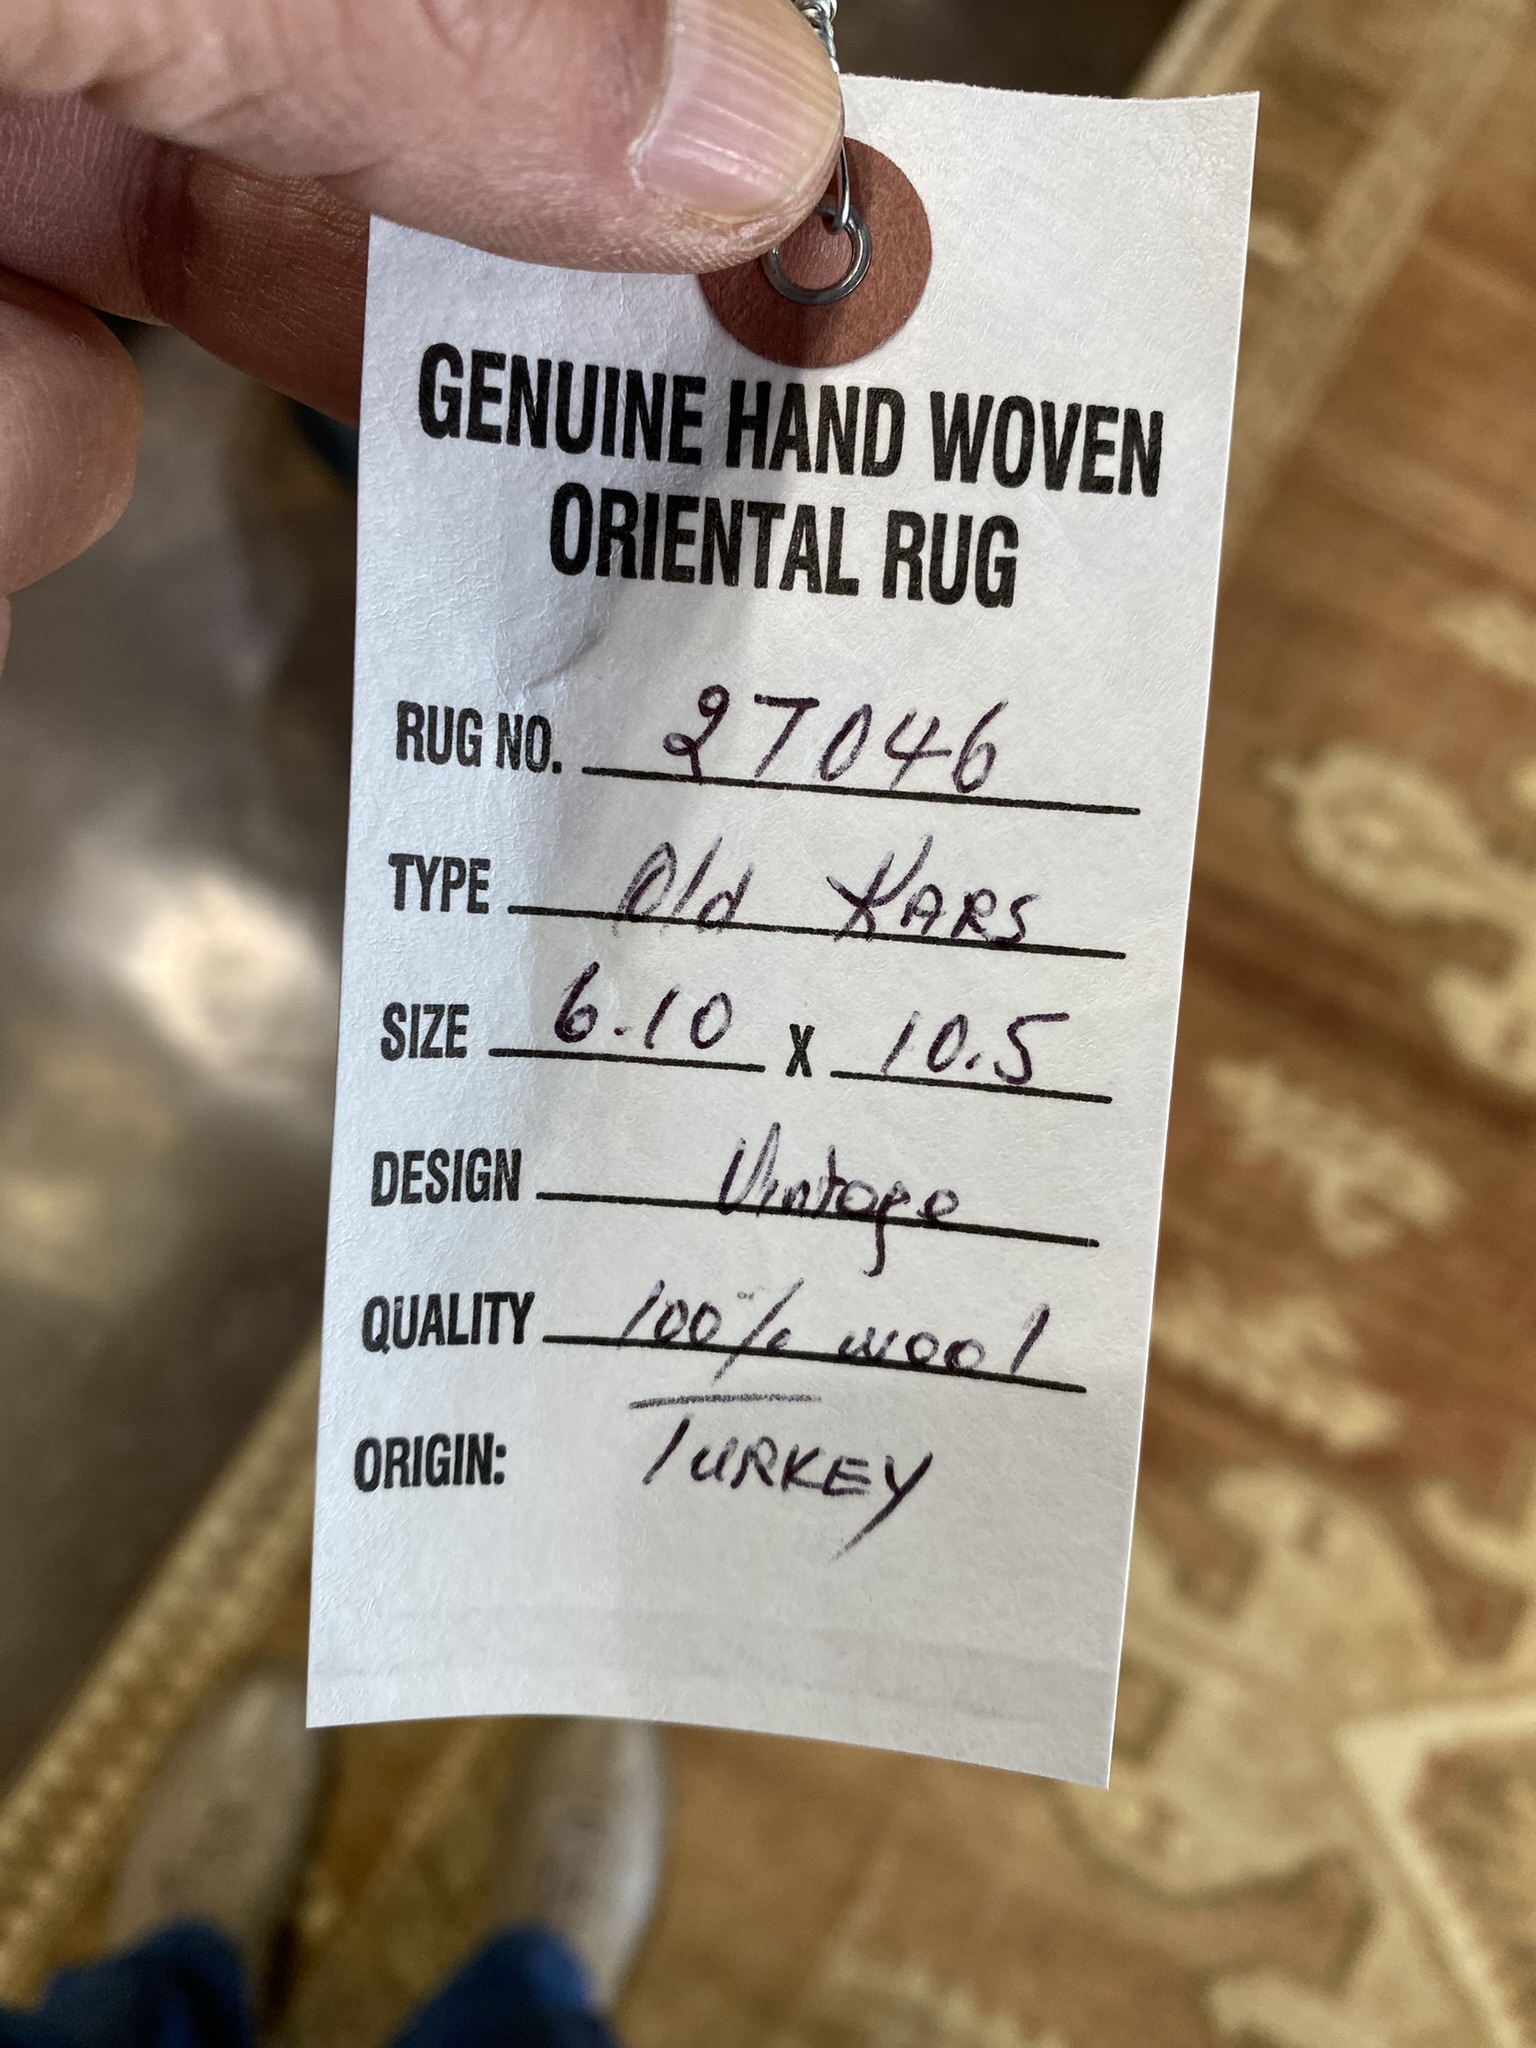 GENUINE HAND WOVEN
ORIENTAL RUG
RUG NO. 27046
TYPE Old KARS
SIZE 6.10 X 10.5
DESIGN Vintage
QUALITY 100% wool
ORIGIN: TURKEY